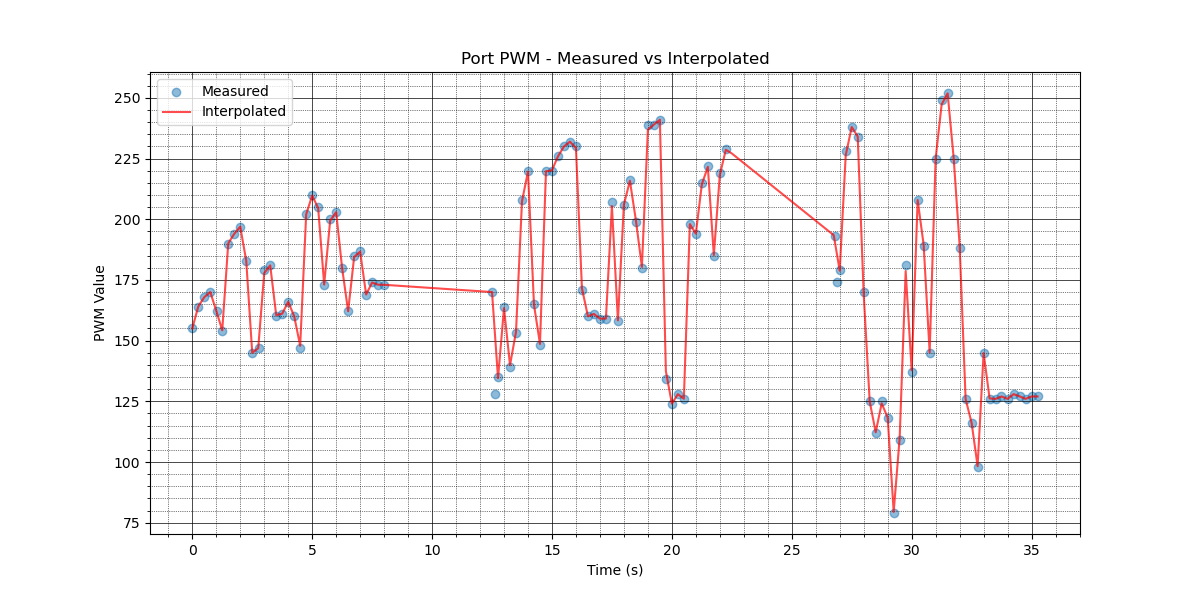 Port PWM - Measured vs Interpolated
Measured
Interpolated
PWM Value
250
225
200
175
150
125
100
75
0 5 10 15 20 25 30 35
Time (s)